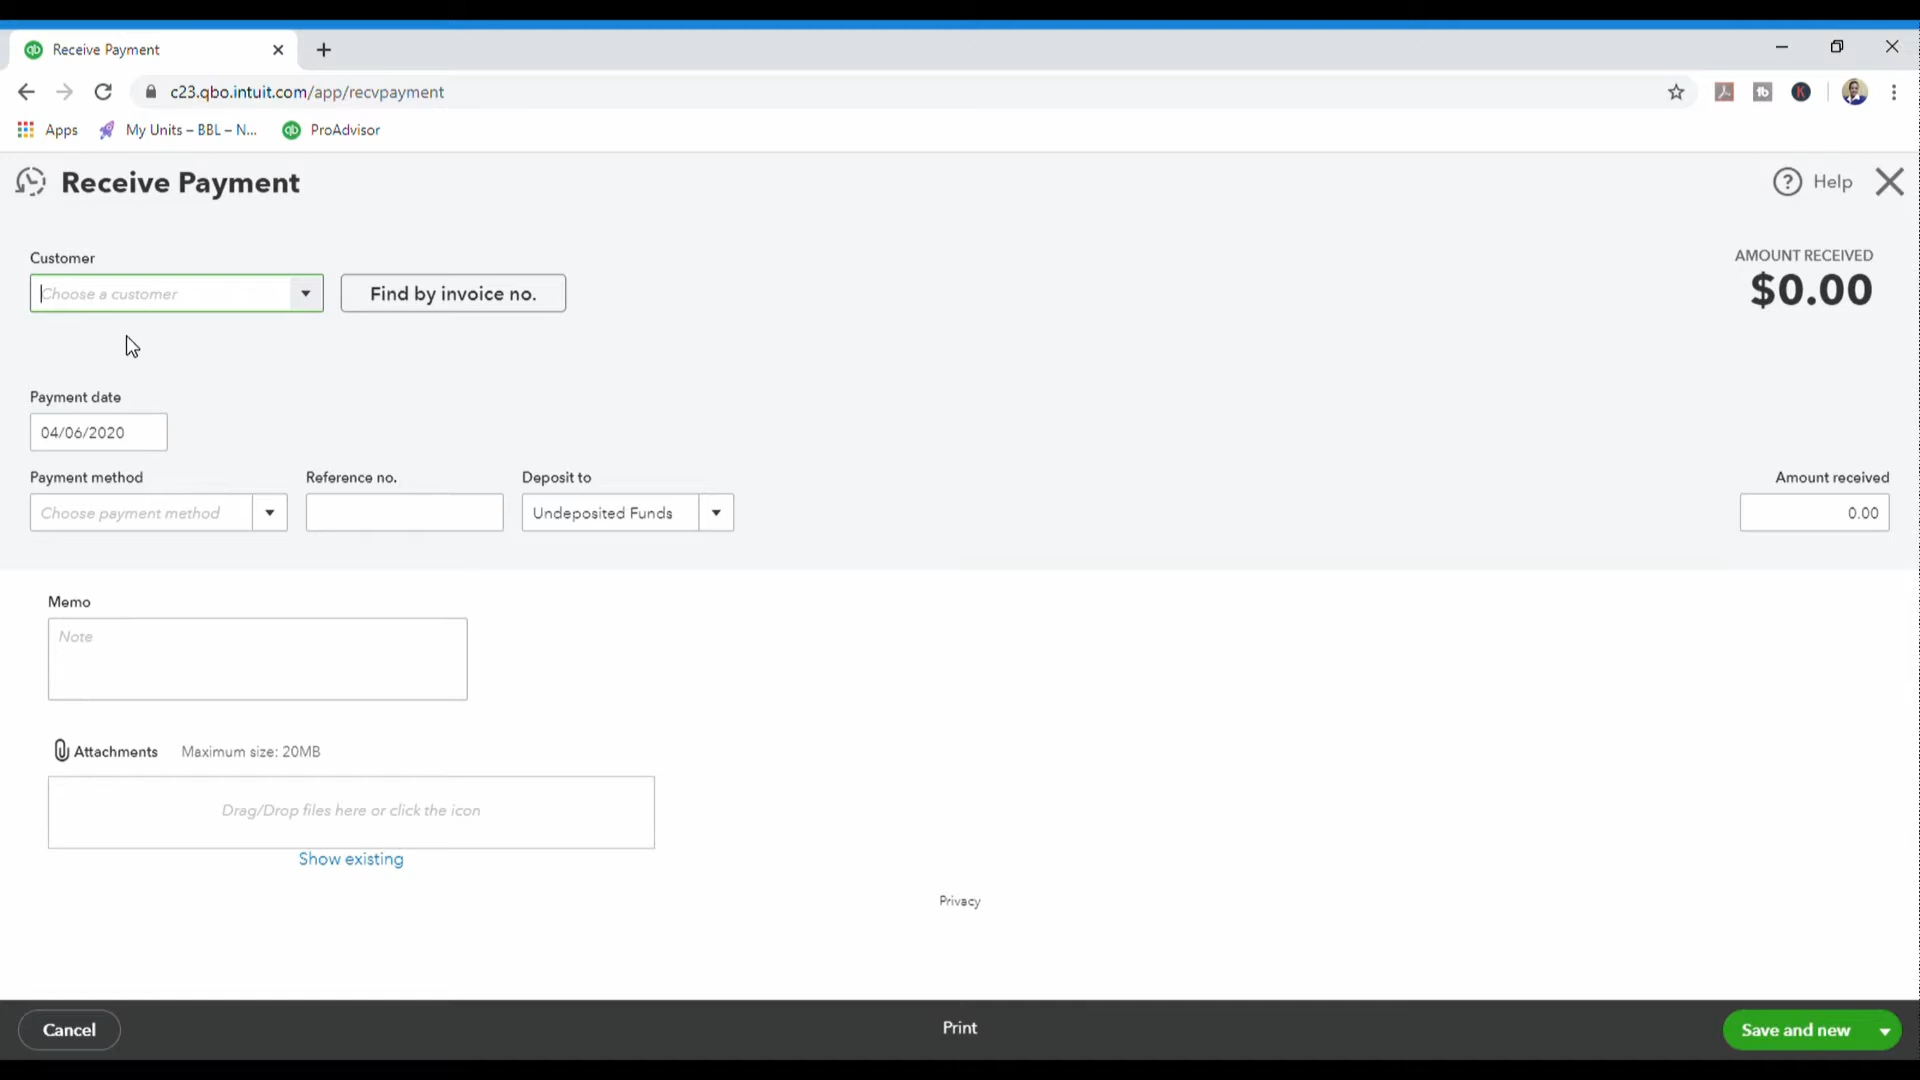 Receive Payment
c23.qbo.intuit.com/app/recvpayment
Apps My Units – BBL – N... qb ProAdvisor
Receive Payment
? Help
Customer
AMOUNT RECEIVED
$0.00
Choose a customer
Find by invoice no.
Payment date
04/06/2020
Payment method Reference no. Deposit to Amount received
Choose payment method Undeposited Funds 0.00
Memo
Note
Attachments Maximum size: 20MB
Drag/Drop files here or click the icon
Show existing
Privacy
Cancel Print Save and new